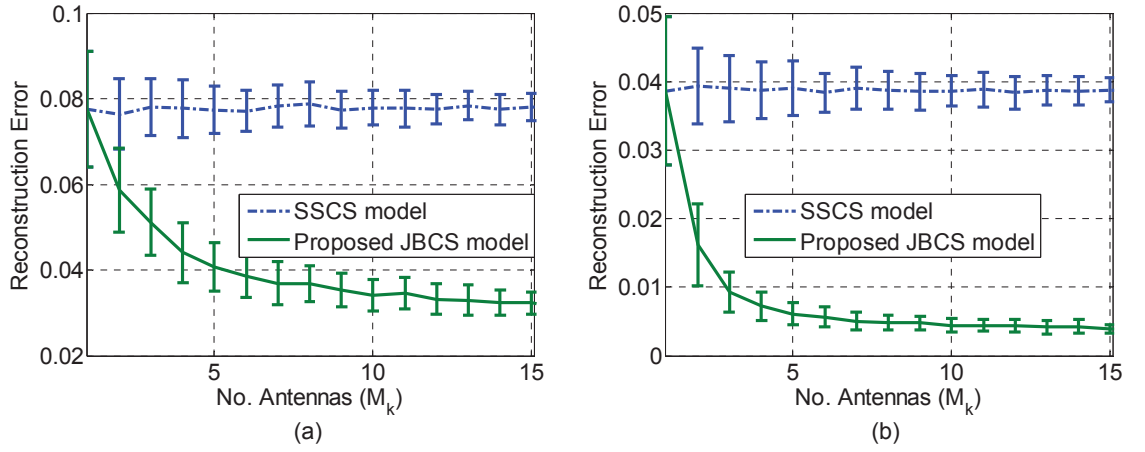 0.1
0.08
0.06
0.04
0.02
Reconstruction Error
SSCS model
Proposed JBCS model
5
10
15
No. Antennas (M_k)
(a)
0.05
0.04
0.03
0.02
0.01
0
Reconstruction Error
SSCS model
Proposed JBCS model
5
10
15
No. Antennas (M_k)
(b)